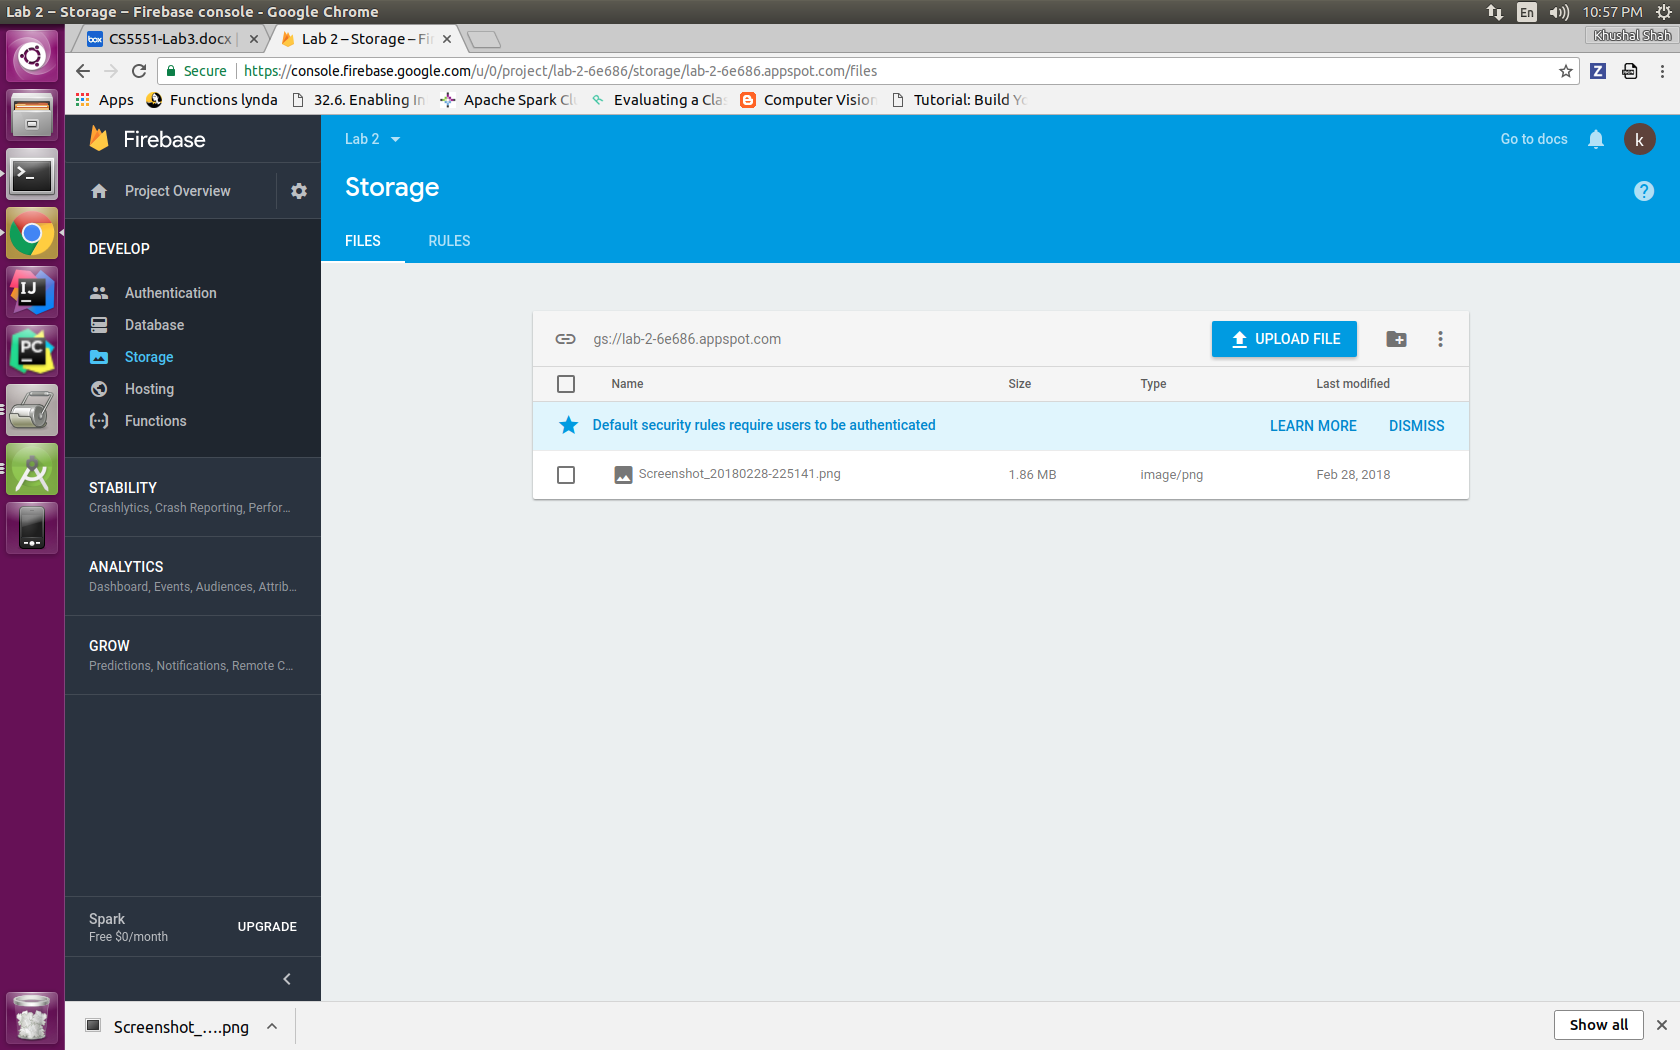 Lab 2 – Storage – Firebase console - Google Chrome
En
10:57 PM
CS5551-Lab3.docx
Lab 2 – Storage – Fi
Khushal Shah
Secure
https://console.firebase.google.com/u/0/project/lab-2-6e686/storage/lab-2-6e686.appspot.com/files
Apps
Functions lynda
32.6. Enabling In
Apache Spark Clu
Evaluating a Clas
Computer Vision
Tutorial: Build Yo
Firebase
Project Overview
DEVELOP
Authentication
Database
Storage
Hosting
Functions
STABILITY
Crashlytics, Crash Reporting, Perfor...
ANALYTICS
Dashboard, Events, Audiences, Attrib...
GROW
Predictions, Notifications, Remote C...
Spark
Free $0/month
UPGRADE
Lab 2
Go to docs
k
Storage
FILES
RULES
gs://lab-2-6e686.appspot.com
UPLOAD FILE
Name Size Type Last modified
Default security rules require users to be authenticated
LEARN MORE
DISMISS
Screenshot_20180228-225141.png 1.86 MB image/png Feb 28, 2018
Screenshot_....png
Show all